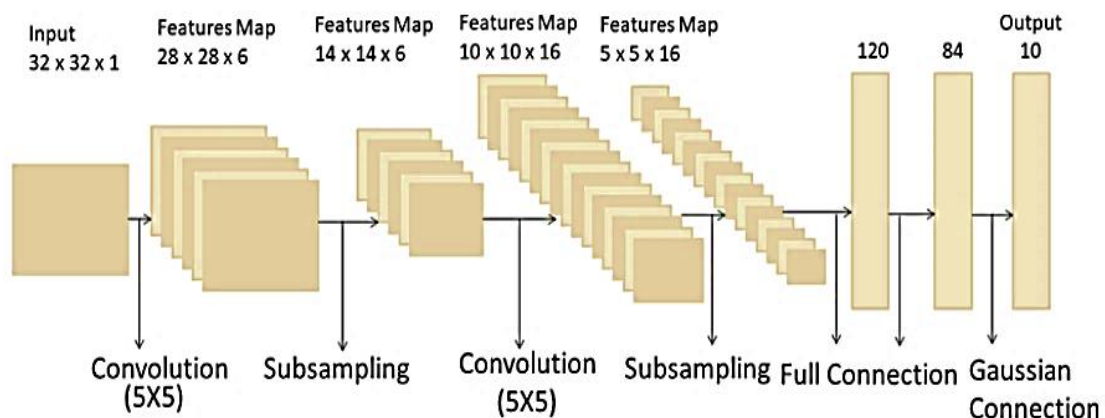 Input
32 x 32 x 1
Features Map
28 x 28 x 6
Features Map
14 x 14 x 6
Features Map
10 x 10 x 16
Features Map
5 x 5 x 16
120
84
Output
10
Convolution
(5X5)
Subsampling
Convolution
(5X5)
Subsampling
Full Connection
Gaussian
Connection